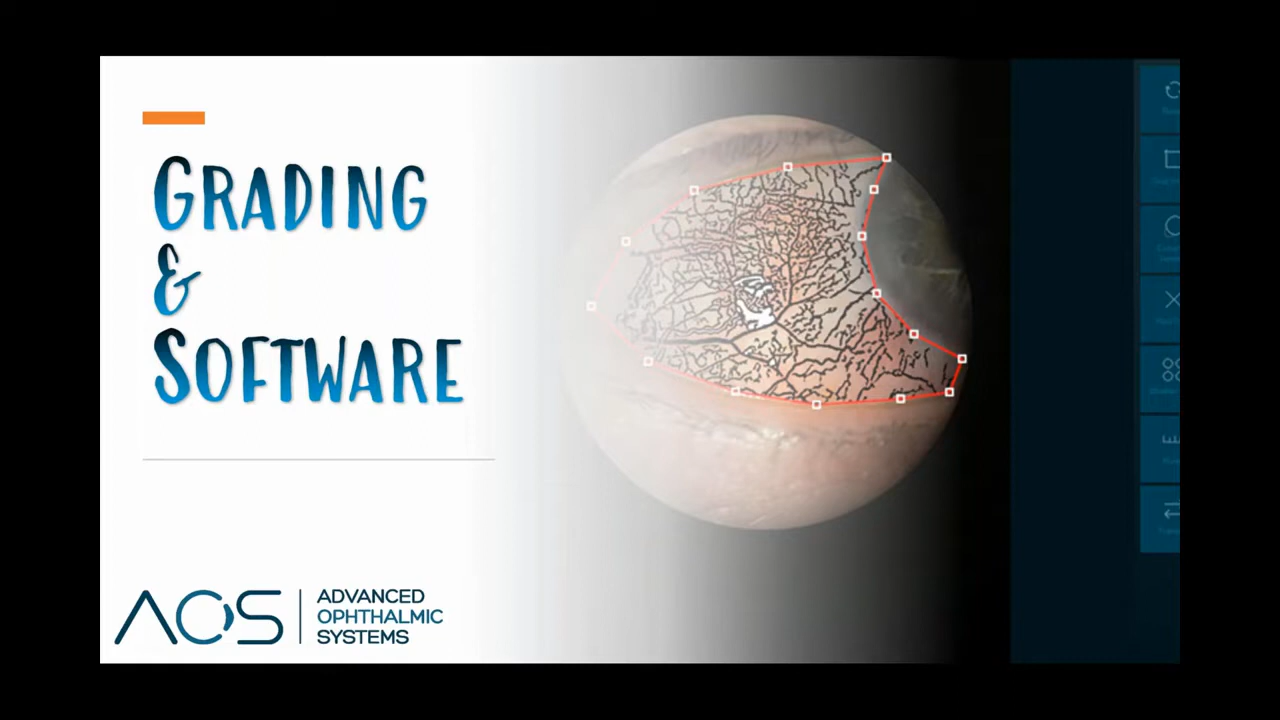 GRADING
&
SOFTWARE
AOS
ADVANCED
OPHTHALMIC
SYSTEMS